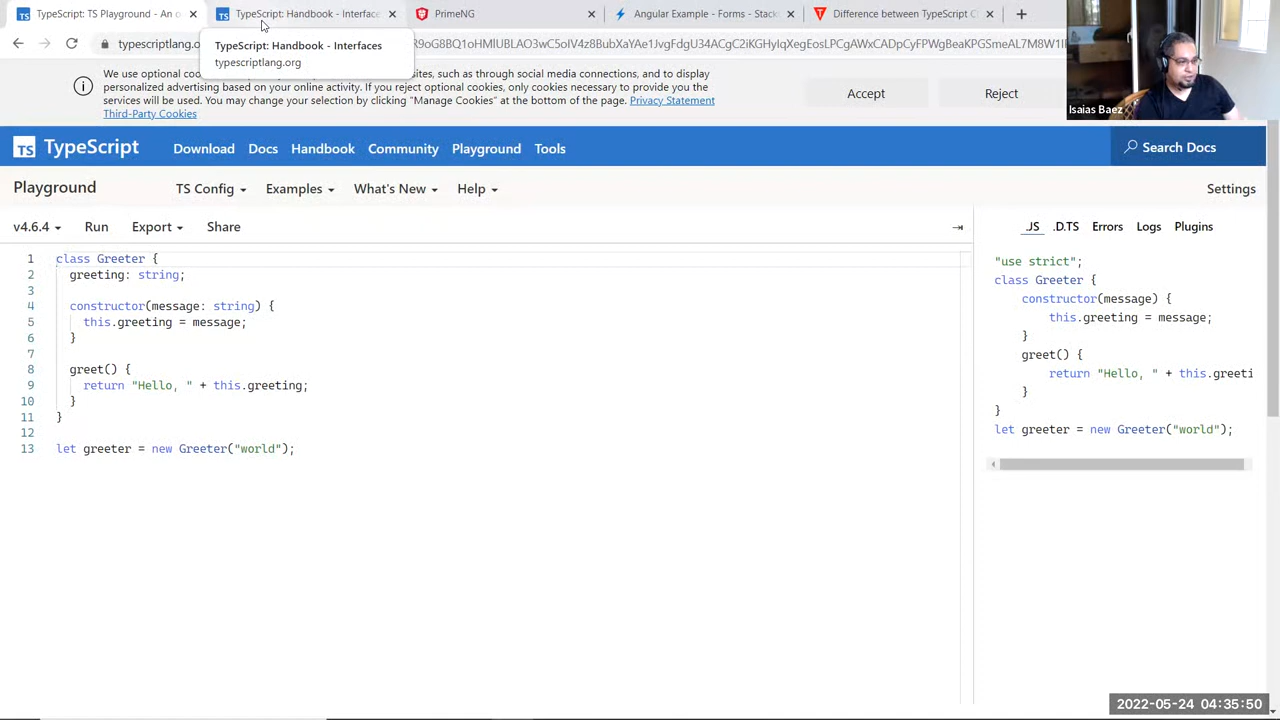 TypeScript: TS Playground - An o
TypeScript: Handbook - Interface
PrimeNG
Angular Example - Forms - Stack
Difference between TypeScript C
TypeScript: Handbook - Interfaces
typescriptlang.org
typescriptlang.o
We use optional coo
sites, such as through social media connections, and to display
personalized advertising based on your online activity. If you reject optional cookies, only cookies necessary to provide you the
services will be used. You may change your selection by clicking "Manage Cookies" at the bottom of the page. Privacy Statement
Third-Party Cookies
Accept
Reject
Isaias Baez
TS TypeScript
Download
Docs
Handbook
Community
Playground
Tools
Search Docs
Playground
TS Config
Examples
What's New
Help
Settings
v4.6.4
Run
Export
Share
.JS
.D.TS
Errors
Logs
Plugins
1 class Greeter {
2 greeting: string;
3
4 constructor(message: string) {
5 this.greeting = message;
6 }
7
8 greet() {
9 return "Hello, " + this.greeting;
10 }
11 }
12
13 let greeter = new Greeter("world");
"use strict";
class Greeter {
constructor(message) {
this.greeting = message;
}
greet() {
return "Hello, " + this.greeti
}
}
let greeter = new Greeter("world");
2022-05-24 04:35:50